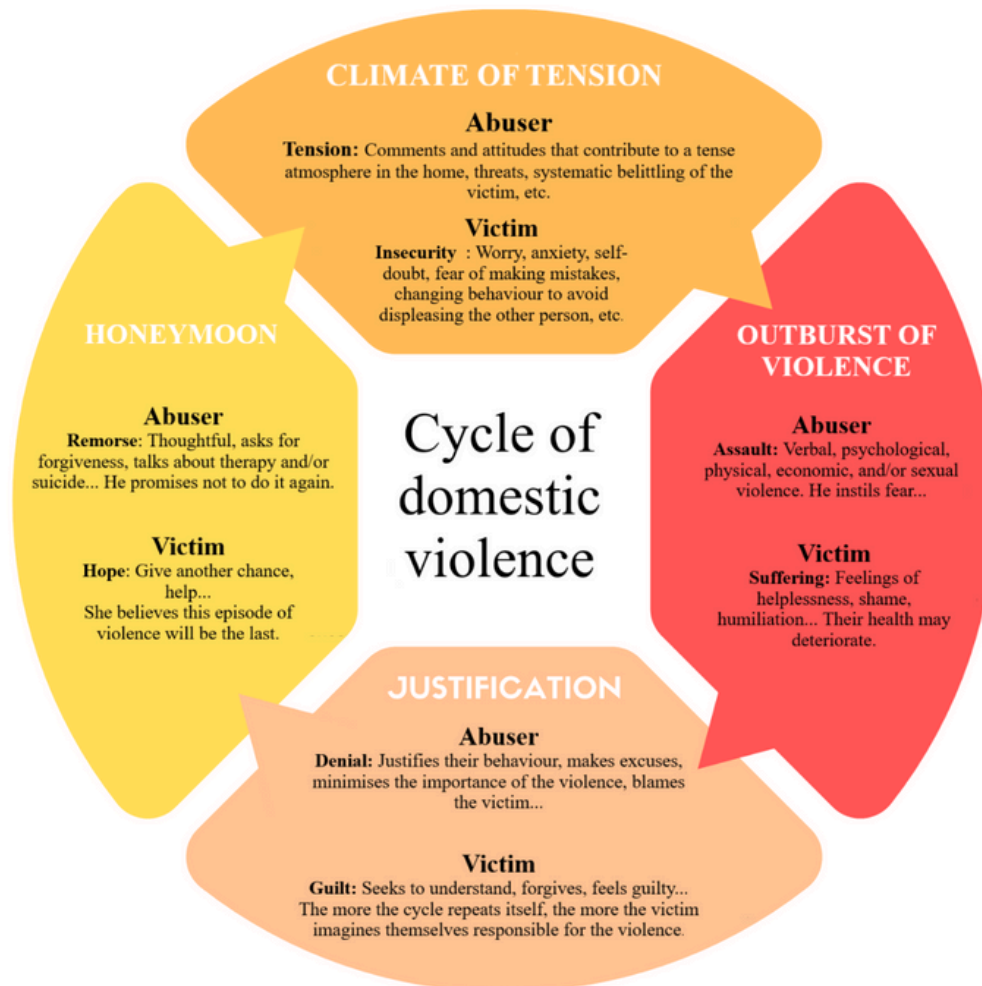 CLIMATE OF TENSION
Abuser
Tension: Comments and attitudes that contribute to a tense
atmosphere in the home, threats, systematic belittling of the
victim, etc.
Victim
Insecurity : Worry, anxiety, self-
doubt, fear of making mistakes,
changing behaviour to avoid
displeasing the other person, etc.
OUTBURST OF
VIOLENCE
Abuser
Assault: Verbal, psychological,
physical, economic, and/or sexual
violence. He instils fear...
Victim
Suffering: Feelings of
helplessness, shame,
humiliation... Their health may
deteriorate.
JUSTIFICATION
Abuser
Denial: Justifies their behaviour, makes excuses,
minimises the importance of the violence, blames
the victim...
Victim
Guilt: Seeks to understand, forgives, feels guilty...
The more the cycle repeats itself, the more the victim
imagines themselves responsible for the violence.
HONEYMOON
Abuser
Remorse: Thoughtful, asks for
forgiveness, talks about therapy and/or
suicide... He promises not to do it again.
Victim
Hope: Give another chance,
help...
She believes this episode of
violence will be the last.
Cycle of
domestic
violence